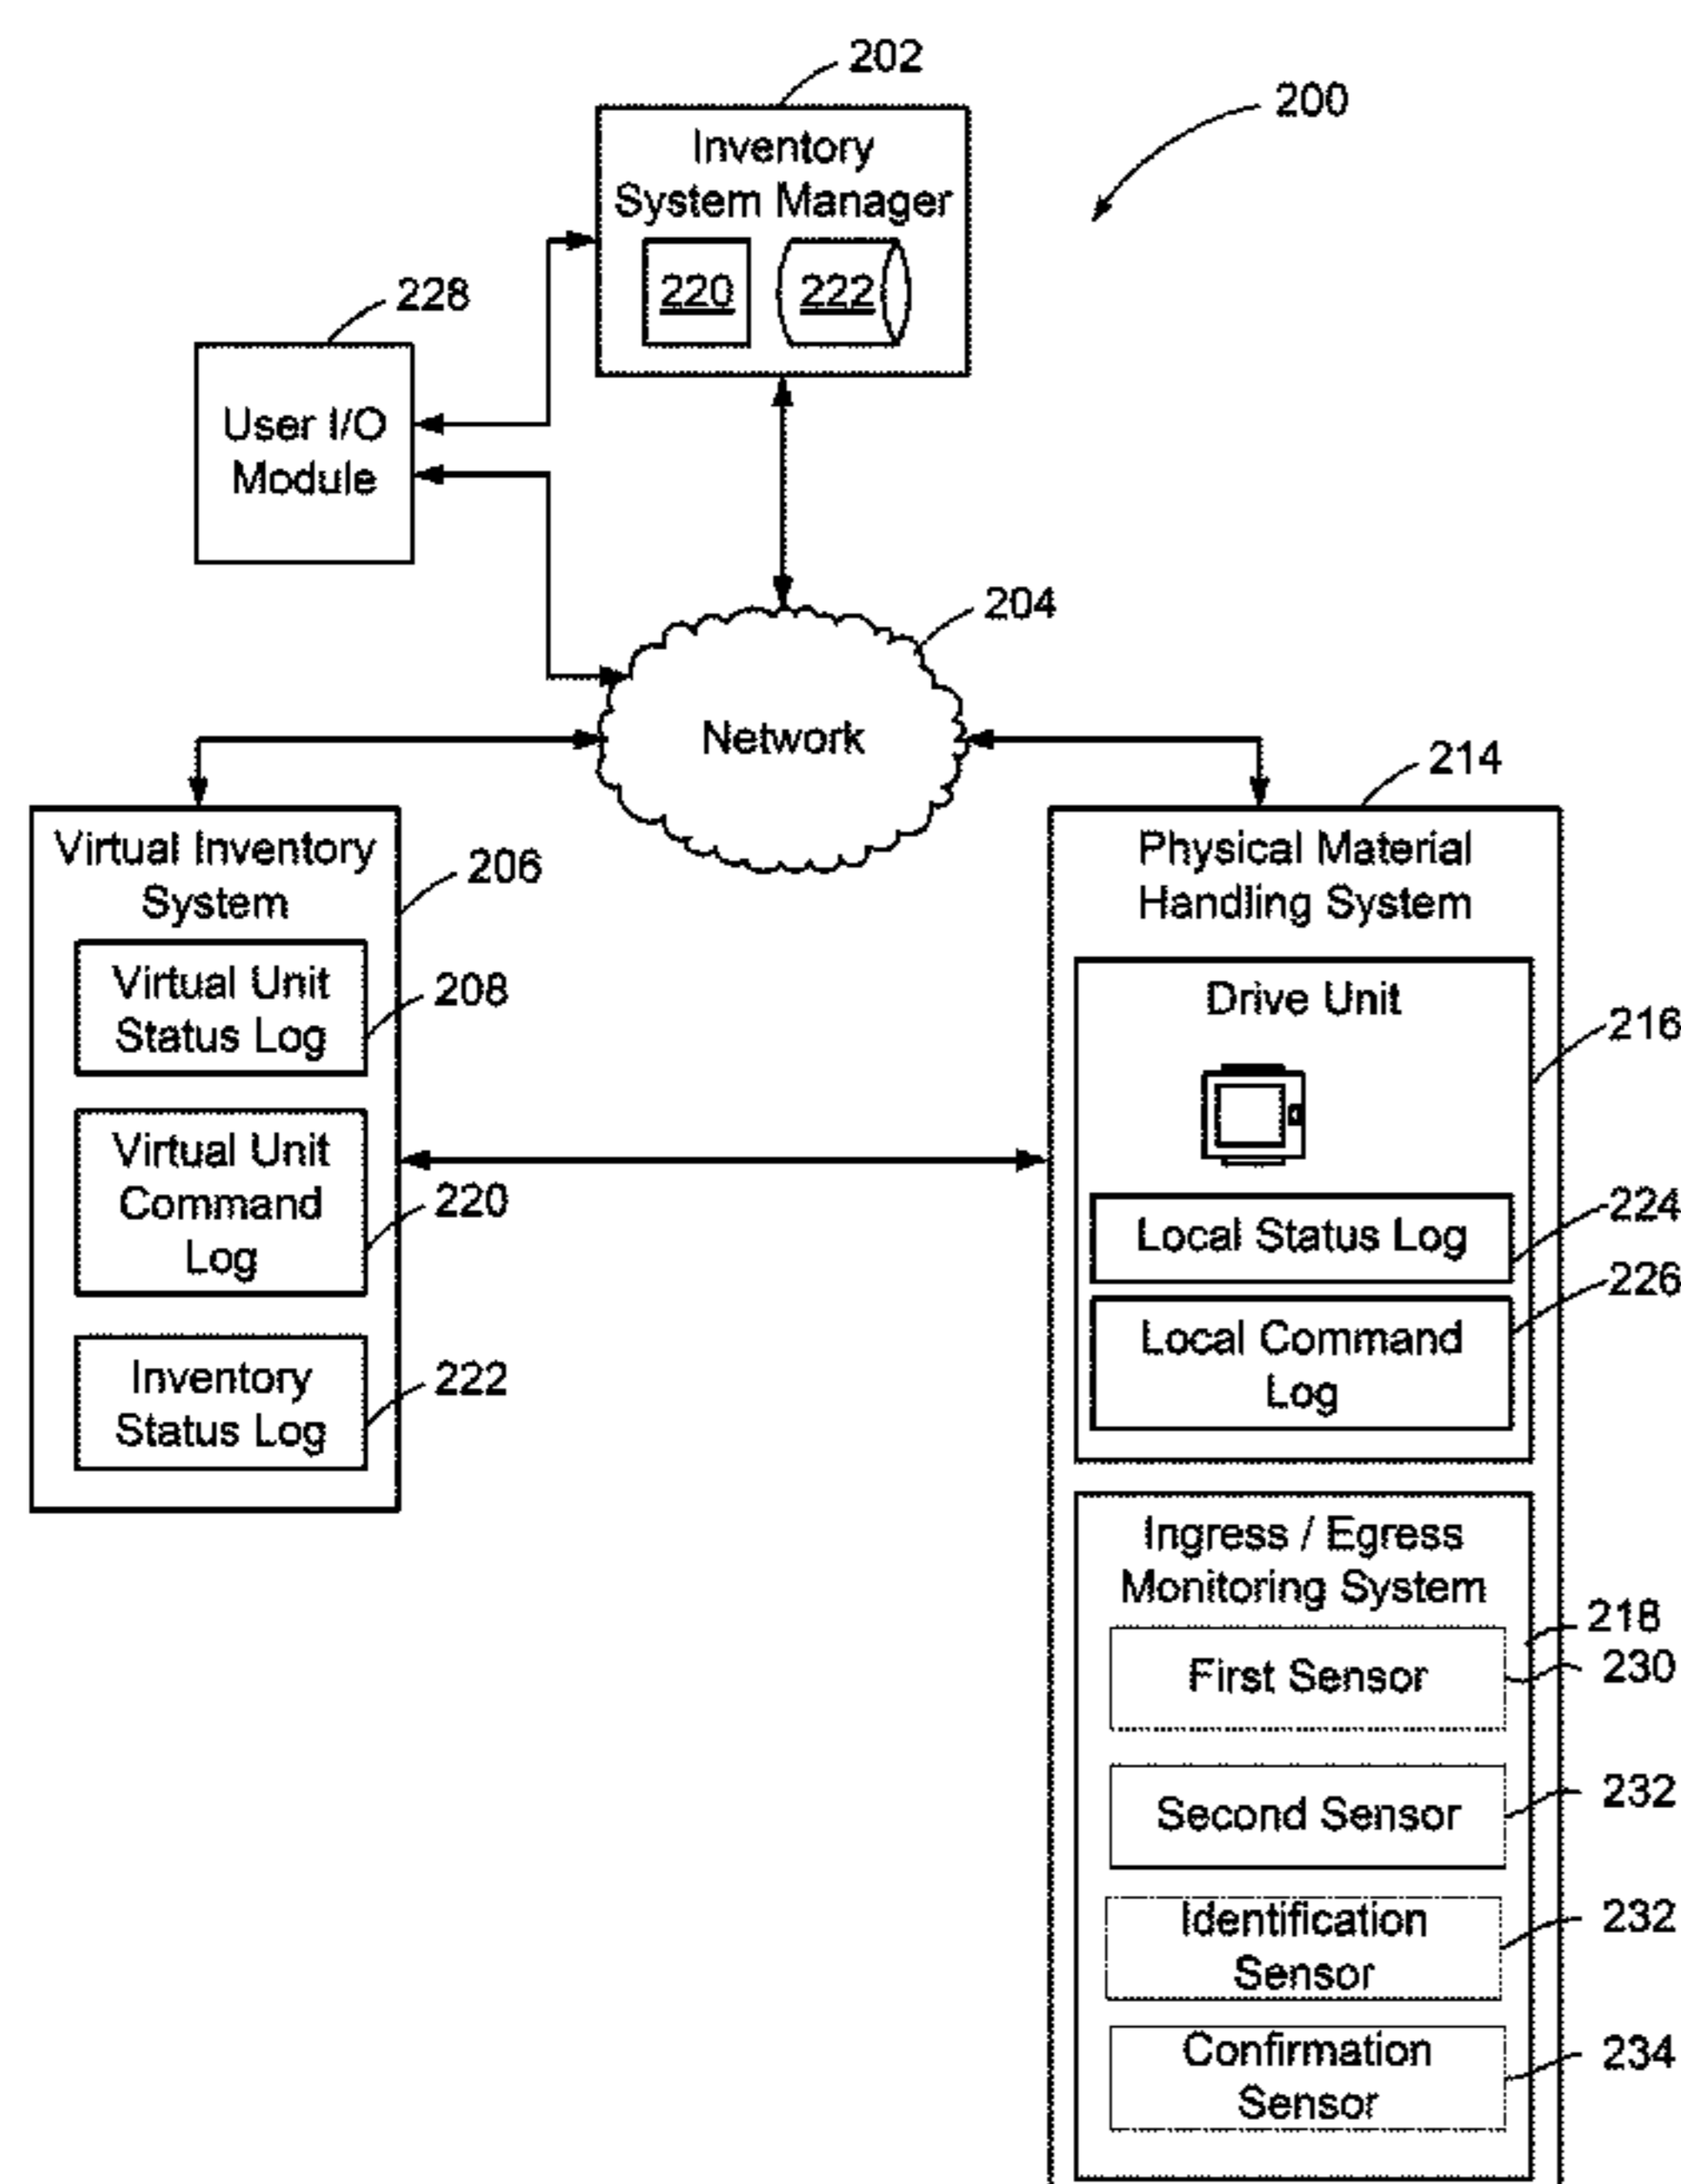 202
200
Inventory
System Manager
220
222
228
User I/O
Module
204
Network
214
Virtual Inventory
System
206
Virtual Unit
Status Log
208
Virtual Unit
Command
Log
220
Inventory
Status Log
222
Physical Material
Handling System
Drive Unit
216
Local Status Log
224
Local Command
Log
226
Ingress / Egress
Monitoring System
218
First Sensor
230
Second Sensor
232
Identification
Sensor
232
Confirmation
Sensor
234